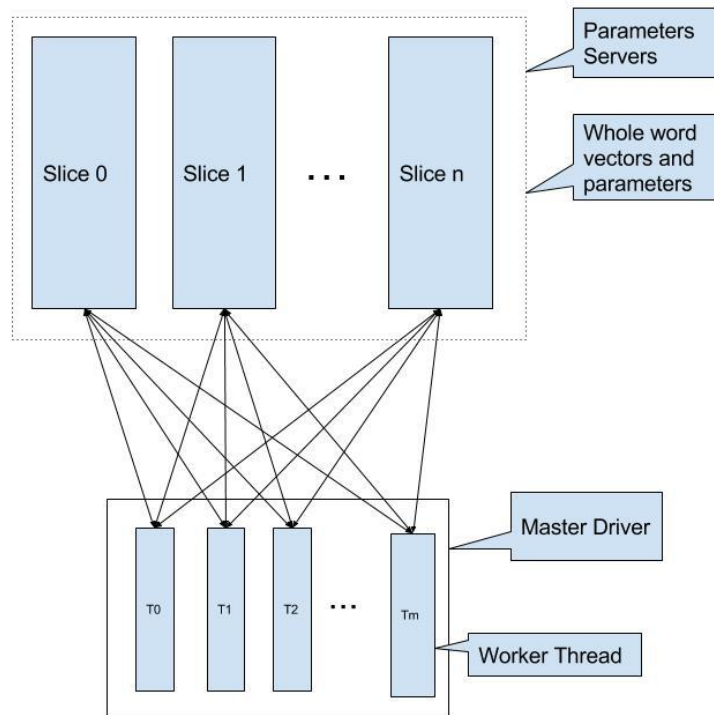 Parameters
Servers
Whole word
vectors and
parameters
Slice 0
Slice 1
...
Slice n
Master Driver
T0
T1
T2
...
Tm
Worker Thread